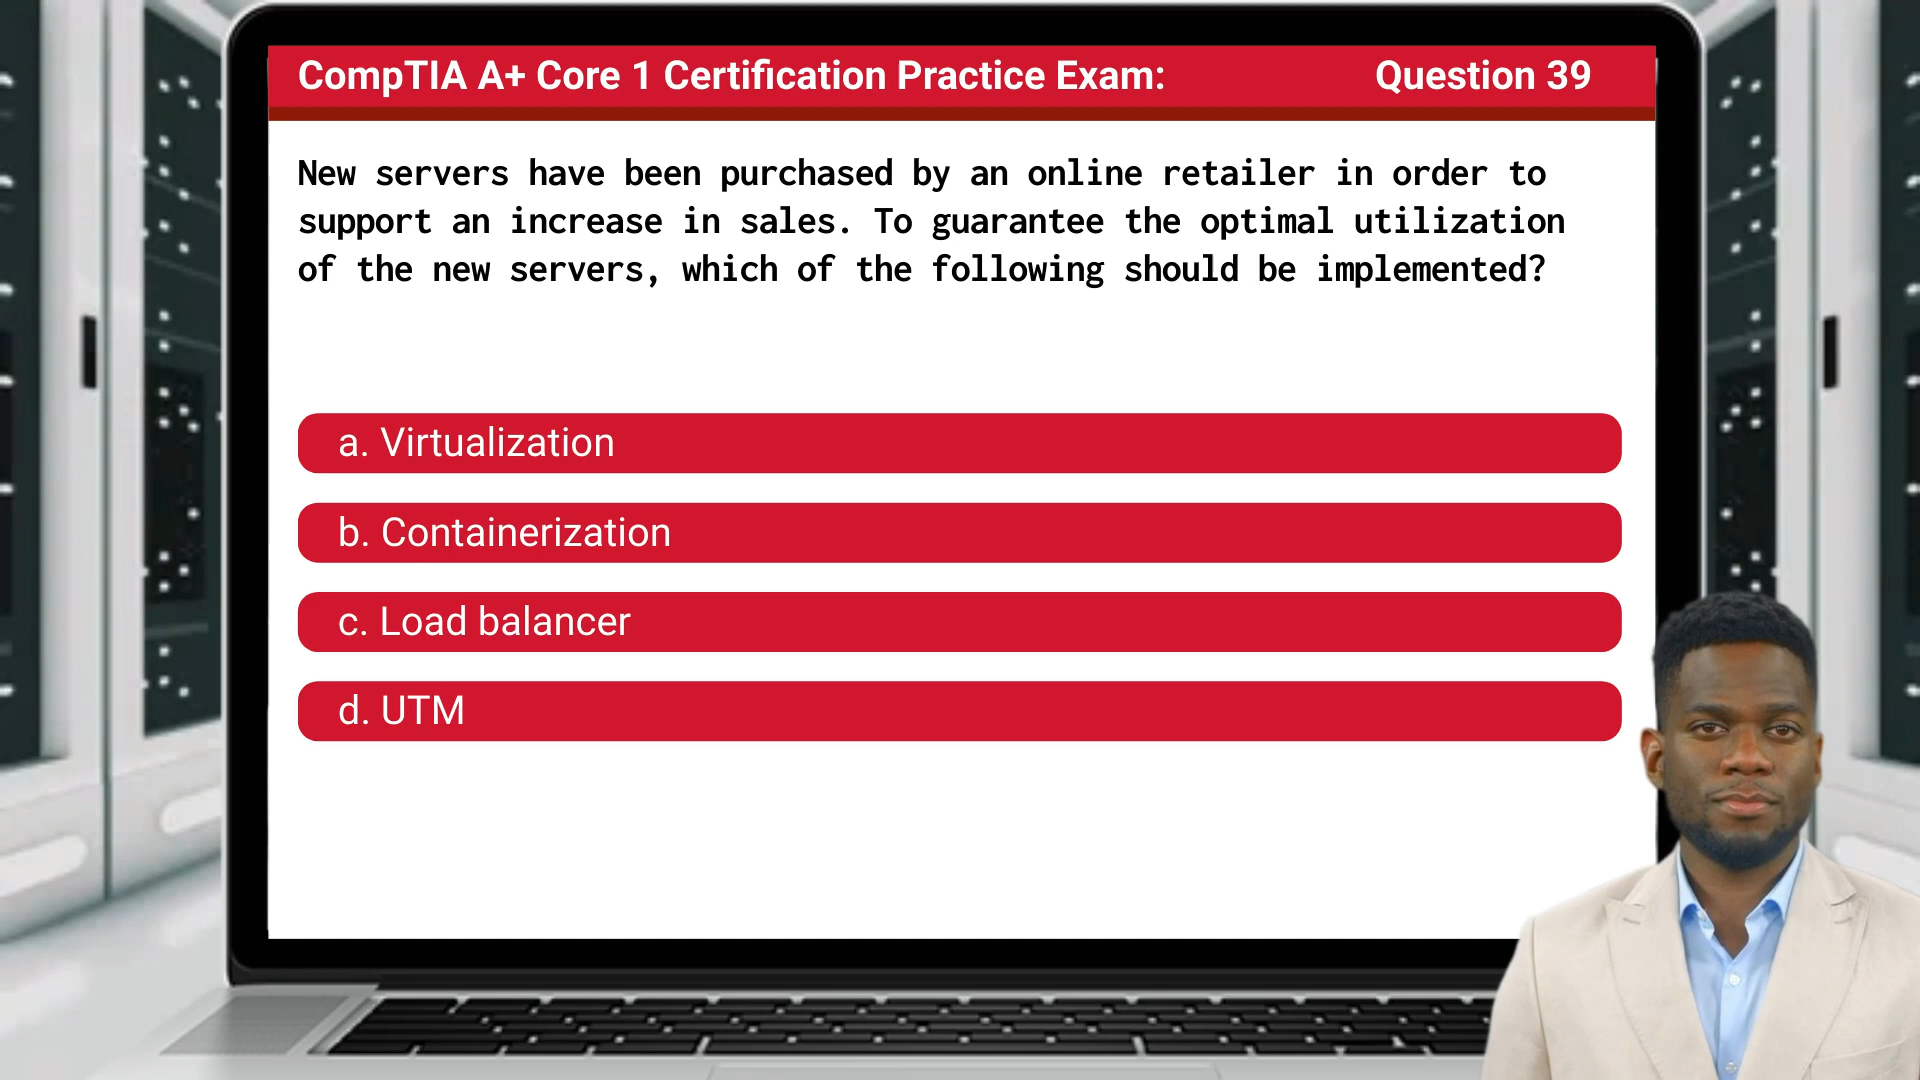 CompTIA A+ Core 1 Certification Practice Exam:
Question 39
New servers have been purchased by an online retailer in order to
support an increase in sales. To guarantee the optimal utilization
of the new servers, which of the following should be implemented?
a. Virtualization
b. Containerization
c. Load balancer
d. UTM